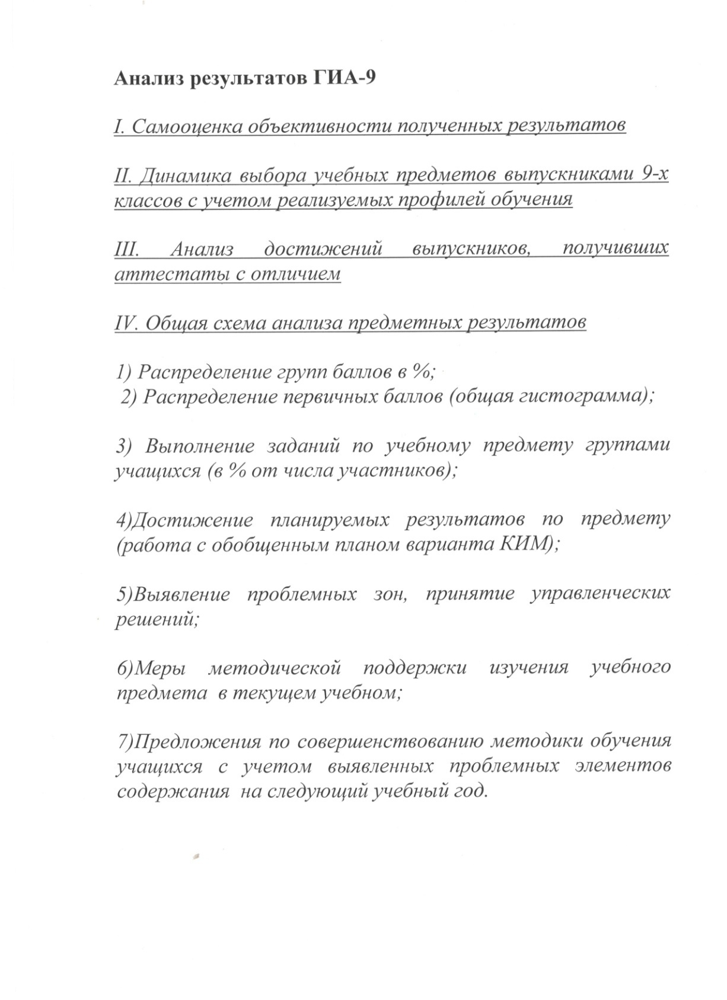 Анализ результатов ГИА-9
I. Самооценка объективности полученных результатов
II. Динамика выбора учебных предметов выпускниками 9-х
классов с учетом реализуемых профилей обучения
III. Анализ достижений выпускников, получивших
аттестаты с отличием
IV. Общая схема анализа предметных результатов
1) Распределение групп баллов в %;
2) Распределение первичных баллов (общая гистограмма);
3) Выполнение заданий по учебному предмету группами
учащихся (в % от числа участников);
4)Достижение планируемых результатов по предмету
(работа с обобщенным планом варианта КИМ);
5)Выявление проблемных зон, принятие управленческих
решений;
6)Меры методической поддержки изучения учебного
предмета в текущем учебном;
7)Предложения по совершенствованию методики обучения
учащихся с учетом выявленных проблемных элементов
содержания на следующий учебный год.